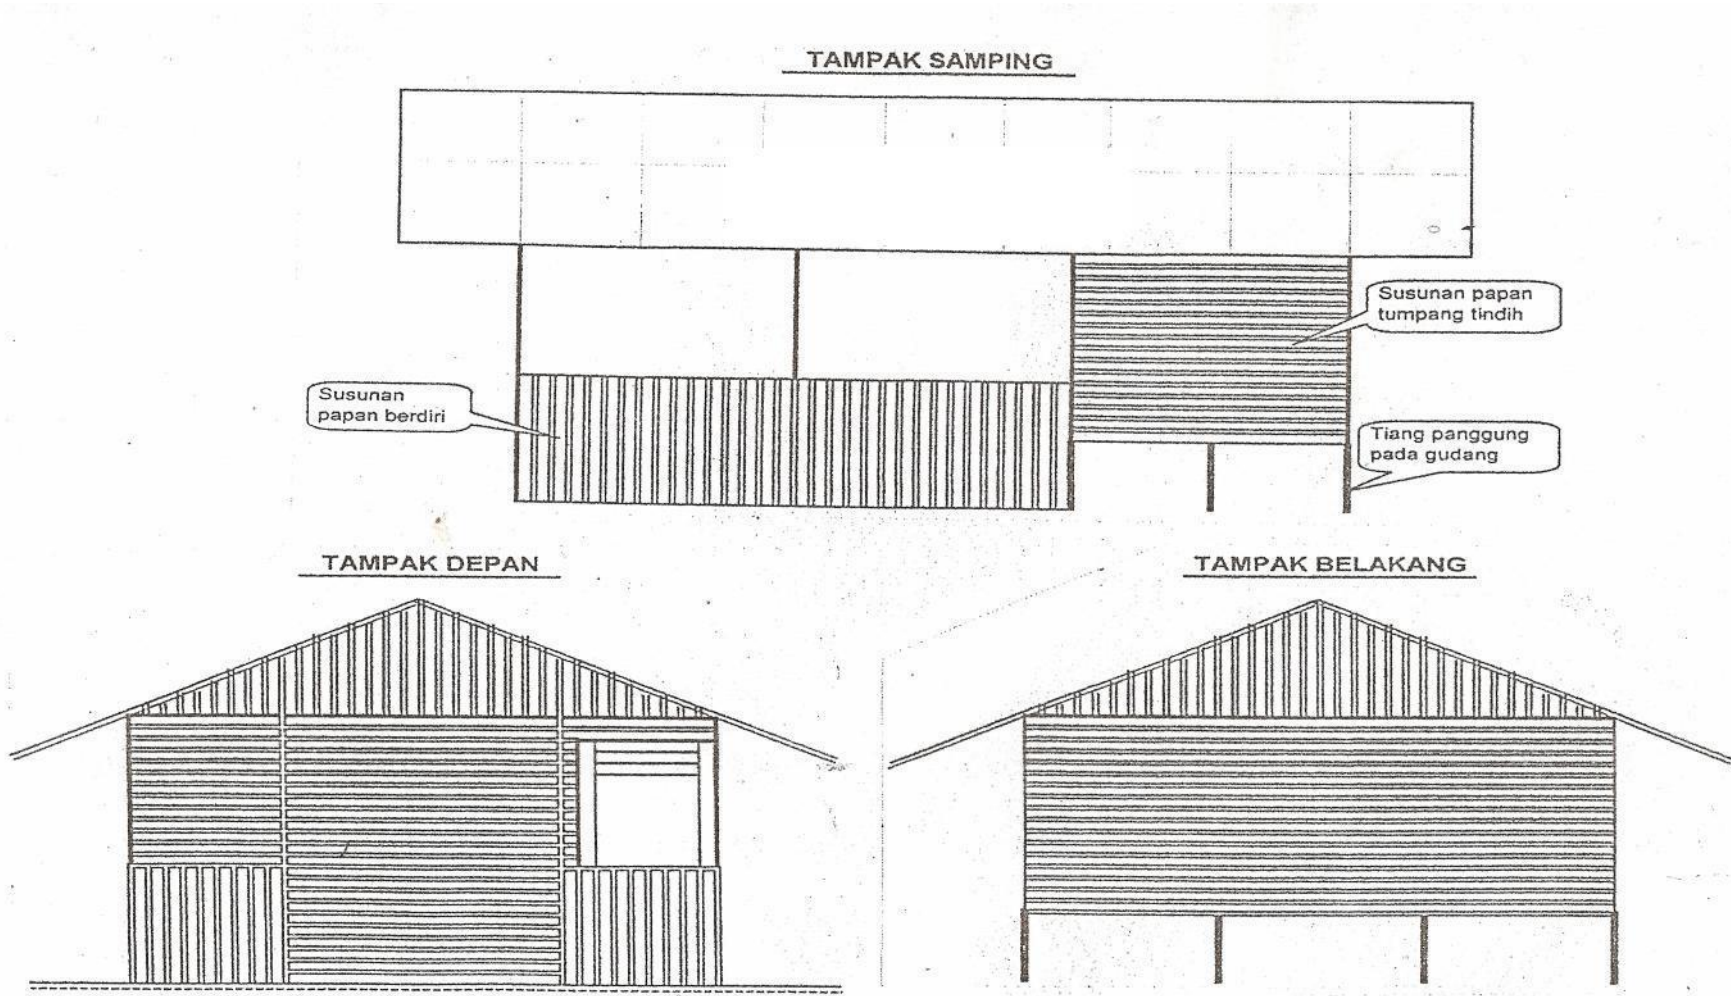 TAMPAK SAMPING
Susunan papan
tumpang tindih
Susunan
papan berdiri
Tiang panggung
pada gudang
TAMPAK DEPAN
TAMPAK BELAKANG